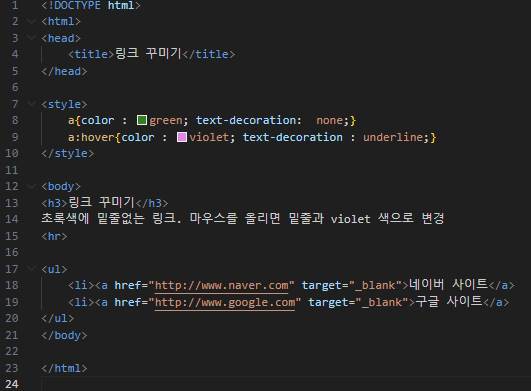 1 <!DOCTYPE html>
2 <html>
3 <head>
4     <title>링크 꾸미기</title>
5 </head>
6
7 <style>
8     a{color : green; text-decoration:  none;}
9     a:hover{color : violet; text-decoration : underline;}
10 </style>
11
12 <body>
13 <h3>링크 꾸미기</h3>
14 초록색에 밑줄없는 링크. 마우스를 올리면 밑줄과 violet 색으로 변경
15 <hr>
16
17 <ul>
18     <li><a href="http://www.naver.com" target="_blank">네이버 사이트</a>
19     <li><a href="http://www.google.com" target="_blank">구글 사이트</a>
20 </ul>
21 </body>
22
23 </html>
24